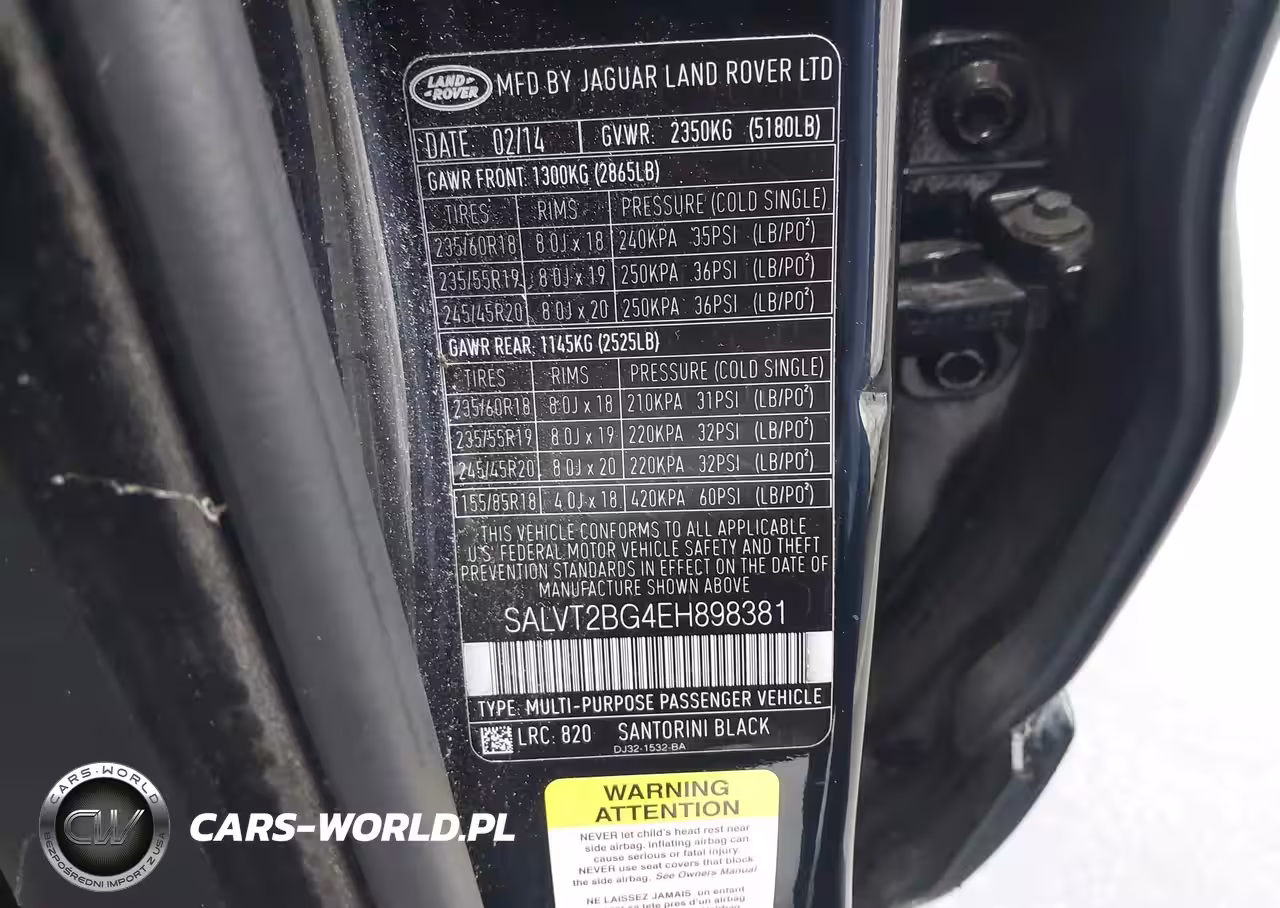 LAND ROVER MFD BY JAGUAR LAND ROVER LTD
DATE: 02/14 GVWR: 2350KG (5180LB)
GAWR FRONT: 1300KG (2865LB)
TIRES RIMS PRESSURE (COLD SINGLE)
235/60R18 8.0J x 18 240KPA 35PSI (LB/PO²)
235/55R19 8.0J x 19 250KPA 36PSI (LB/PO²)
245/45R20 8.0J x 20 250KPA 36PSI (LB/PO²)
GAWR REAR: 1145KG (2525LB)
TIRES RIMS PRESSURE (COLD SINGLE)
235/60R18 8.0J x 18 210KPA 31PSI (LB/PO²)
235/55R19 8.0J x 19 220KPA 32PSI (LB/PO²)
245/45R20 8.0J x 20 220KPA 32PSI (LB/PO²)
155/85R18 4.0J x 18 420KPA 60PSI (LB/PO²)
THIS VEHICLE CONFORMS TO ALL APPLICABLE
U.S. FEDERAL MOTOR VEHICLE SAFETY AND THEFT
PREVENTION STANDARDS IN EFFECT ON THE DATE OF
MANUFACTURE SHOWN ABOVE
SALVT2BG4EH898381
TYPE: MULTI-PURPOSE PASSENGER VEHICLE
LRC: 820 SANTORINI BLACK
DJ32-1532-BA
WARNING
ATTENTION
NEVER let child's head rest near
side airbag. inflating airbag can
cause serious or fatal injury.
NEVER use seat covers that block
the side airbag. See Owners Manual
NE LAISSEZ JAMAIS un enfant
tete pres d'un airbag
CARS-WORLD
CW
BEZPOŚREDNI IMPORT Z USA
CARS-WORLD.PL